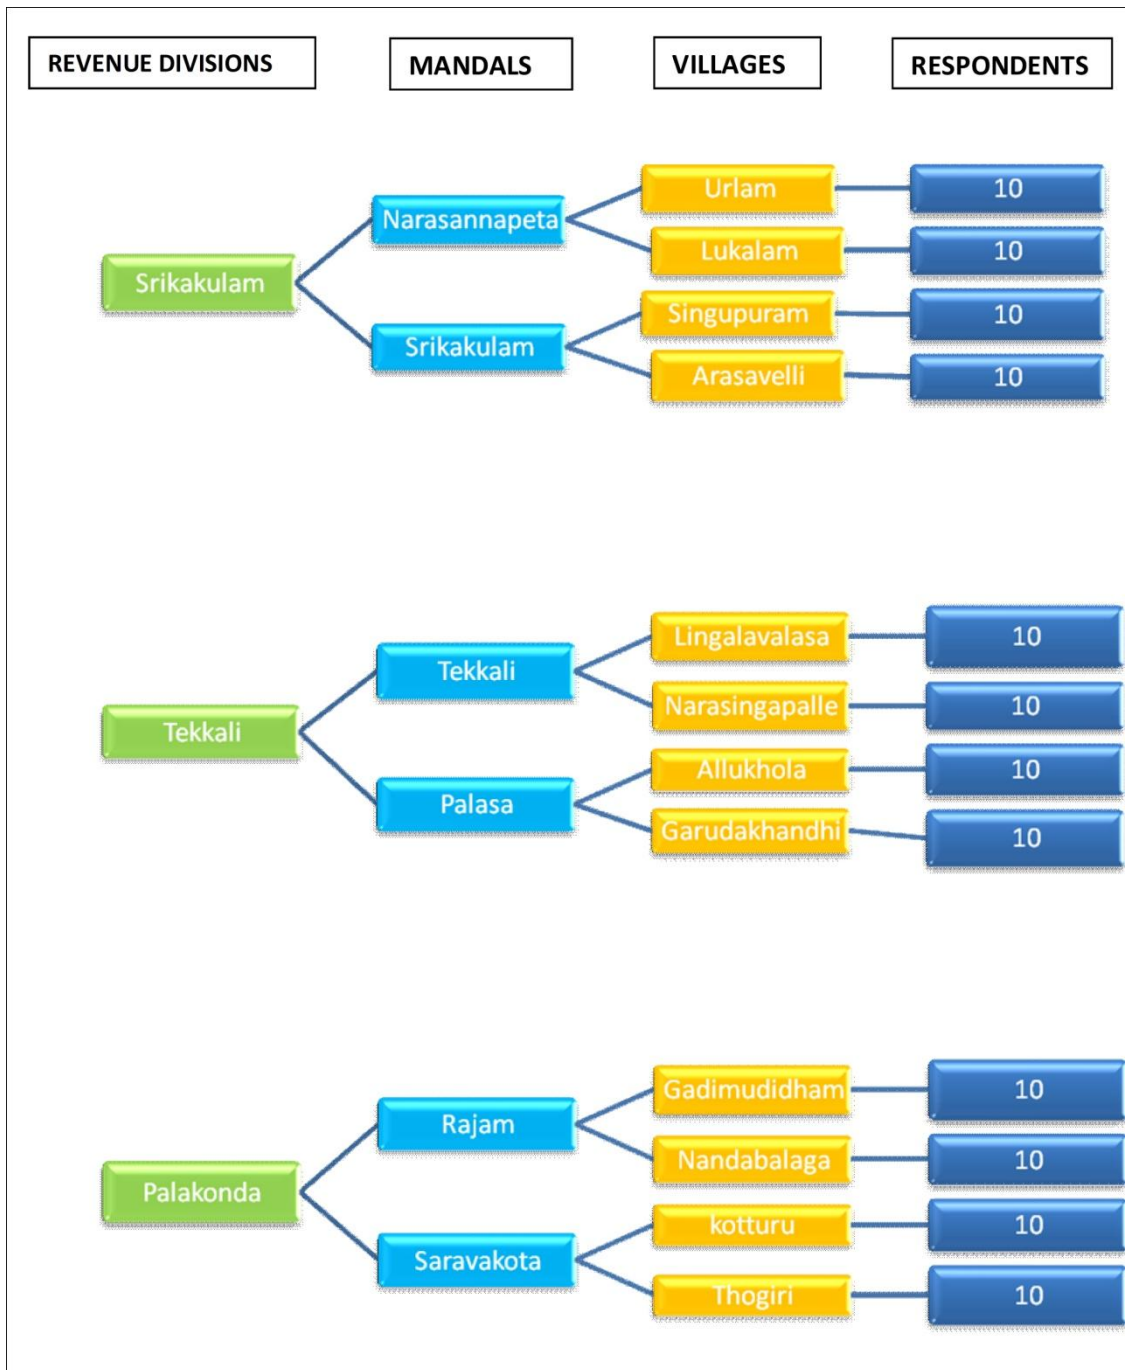 REVENUE DIVISIONS
MANDALS
VILLAGES
RESPONDENTS
Srikakulam
Narasannapeta
Urlam
10
Lukalam
10
Srikakulam
Singupuram
10
Arasavelli
10
Tekkali
Tekkali
Lingalavalasa
10
Narasingapalle
10
Palasa
Allukhola
10
Garudakhandhi
10
Palakonda
Rajam
Gadimudidham
10
Nandabalaga
10
Saravakota
kotturu
10
Thogiri
10